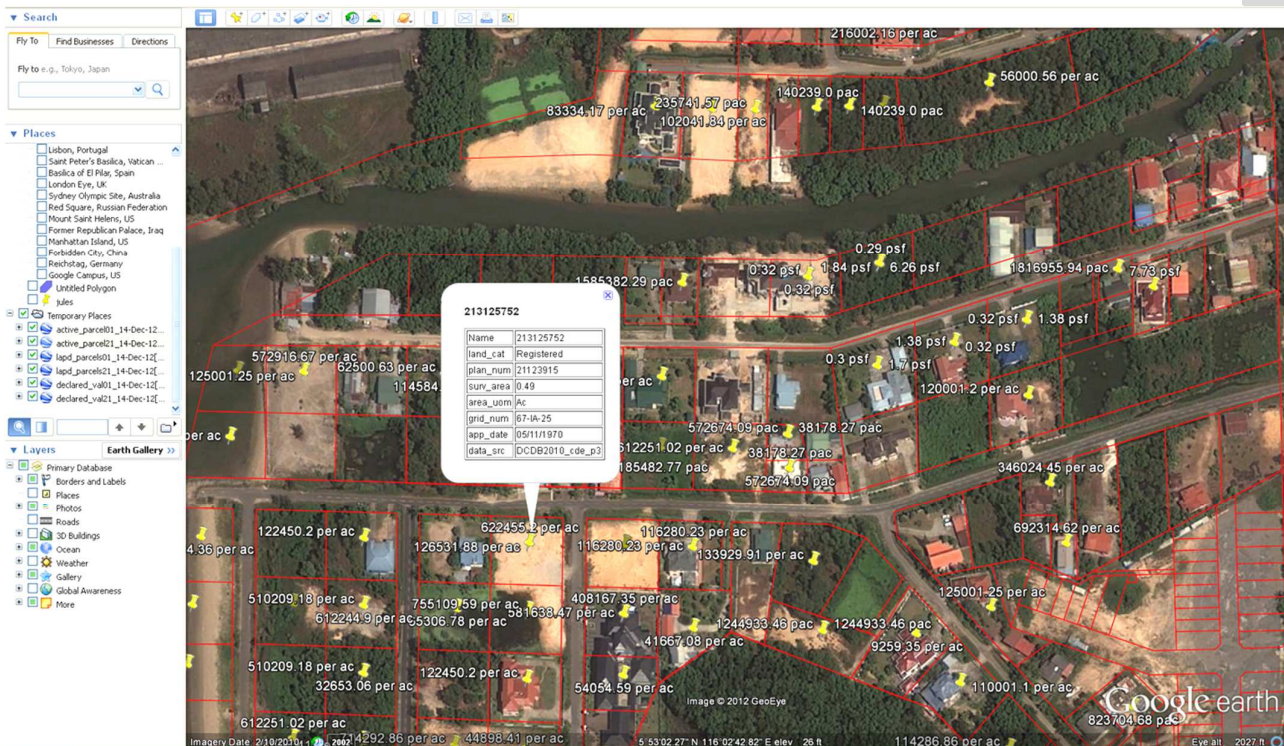 Search
Fly To Find Businesses Directions
Fly to e.g., Tokyo, Japan
Places
Lisbon, Portugal
Saint Peter's Basilica, Vatican ...
Basilica of El Pilar, Spain
London Eye, UK
Sydney Olympic Site, Australia
Red Square, Russian Federation
Mount Saint Helens, US
Former Republican Palace, Iraq
Manhattan Island, US
Forbidden City, China
Reichstag, Germany
Google Campus, US
Untitled Polygon
jules
Temporary Places
active_parcel01_14-Dec-12...
active_parcel21_14-Dec-12...
lapd_parcels01_14-Dec-12[...
lapd_parcels21_14-Dec-12[...
declared_val01_14-Dec-12[...
declared_val21_14-Dec-12[...
Layers Earth Gallery >>
Primary Database
Borders and Labels
Places
Photos
Roads
3D Buildings
Ocean
Weather
Gallery
Global Awareness
More
216002.16 per ac
56000.56 per ac
140239.0 pac
83334.17 per ac 235741.57 pac
102041.84 per ac
140239.0 per ac
0.29 psf
0.32 psf 1.84 psf 6.26 psf
1816955.94 pac 7.73 psf
1585382.29 pac
0.32 psf
0.32 psf 1.38 psf
1.38 psf 0.32 psf
0.3 psf 1.7 psf
572916.67 per ac
125001.25 per ac
62500.63 per ac
114584.
er ac
120001.2 per ac
213125752
Name 213125752
land_cat Registered
plan_num 21123915
surv_area 0.49
area_uom Ac
grid_num 67-IA-25
app_date 05/11/1970
data_src DCDB2010_cde_p3
per ac
572674.09 pac 38178.27 pac
612251.02 per ac
38178.27 pac
185482.77 pac
572674.09 pac
346024.45 per ac
622455.2 per ac
122450.2 per ac
126531.88 per ac
116280.23 per ac
116280.23 per ac
133929.91 per ac
692314.62 per ac
4.36 per ac
125001.25 per ac
510209.18 per ac
612244.9 per ac
755109.59 per ac
65306.78 per ac
581638.47 per ac
408167.35 per ac
1244933.46 pac 1244933.46 pac
41667.08 per ac
9259.35 per ac
510209.18 per ac
32653.06 per ac
122450.2 per ac
54054.59 per ac
110001.1 per ac
Image © 2012 GeoEye
Google earth
612251.02 per ac
823704.68 pac
714292.86 per ac
44898.41 per ac
114286.86 per ac
Imagery Date 2/10/2010 2002
5 53'02.27" N 116°02'42.82" E elev 26 ft
Eye alt 2027 ft